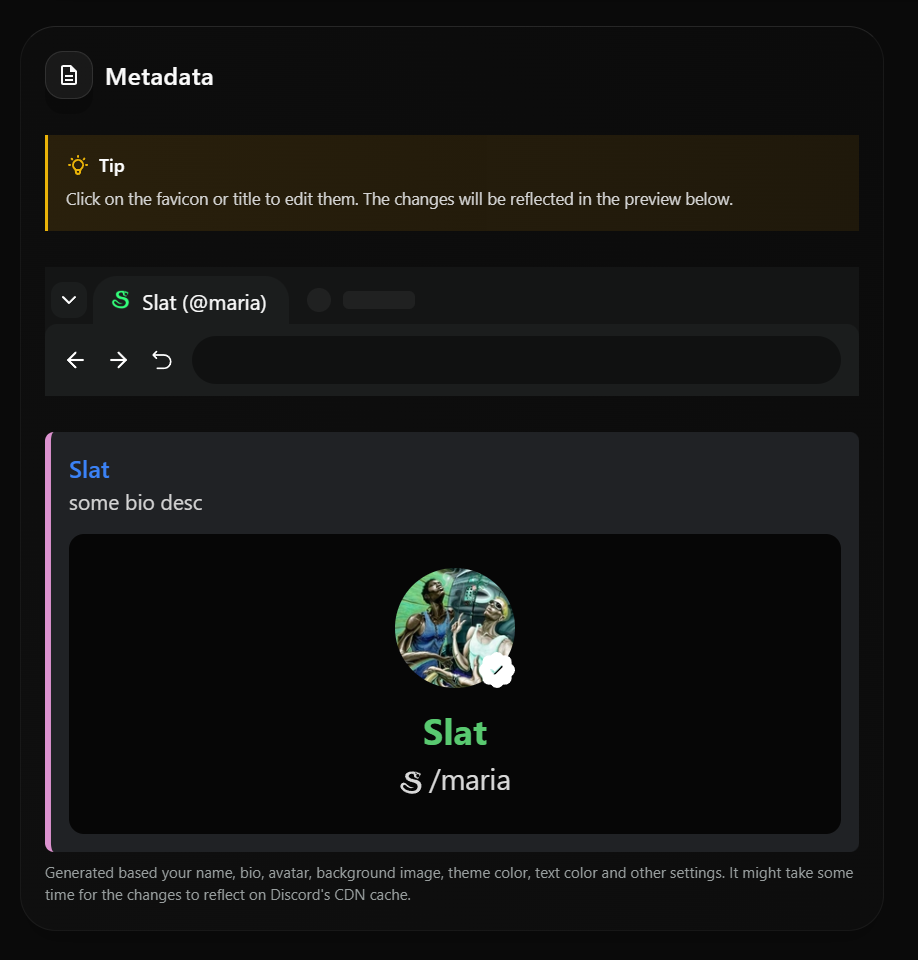 Metadata
Tip
Click on the favicon or title to edit them. The changes will be reflected in the preview below.
Slat (@maria)
Slat
some bio desc
Slat
/maria
Generated based your name, bio, avatar, background image, theme color, text color and other settings. It might take some
time for the changes to reflect on Discord's CDN cache.